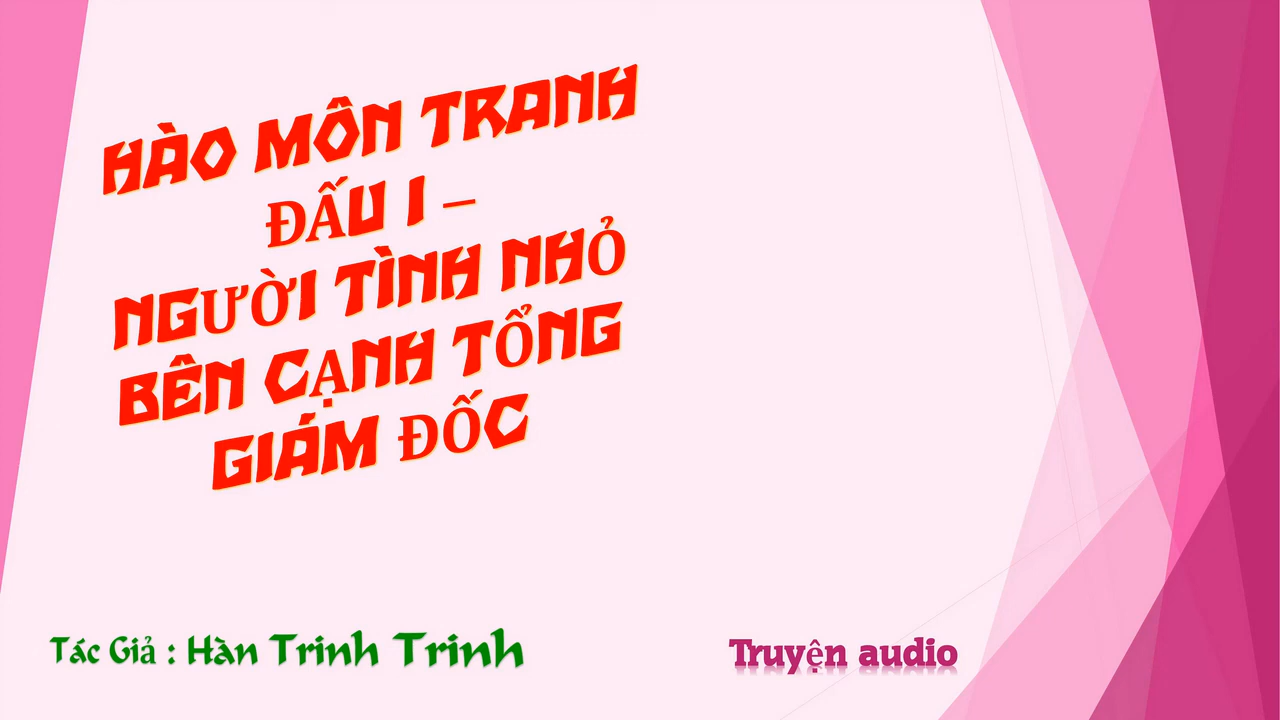 HÀO MÔN TRANH
ĐẤU I –
NGƯỜI TÌNH NHỎ
BÊN CẠNH TỔNG
GIÁM ĐỐC
Tác Giả : Hàn Trinh Trinh
Truyện audio